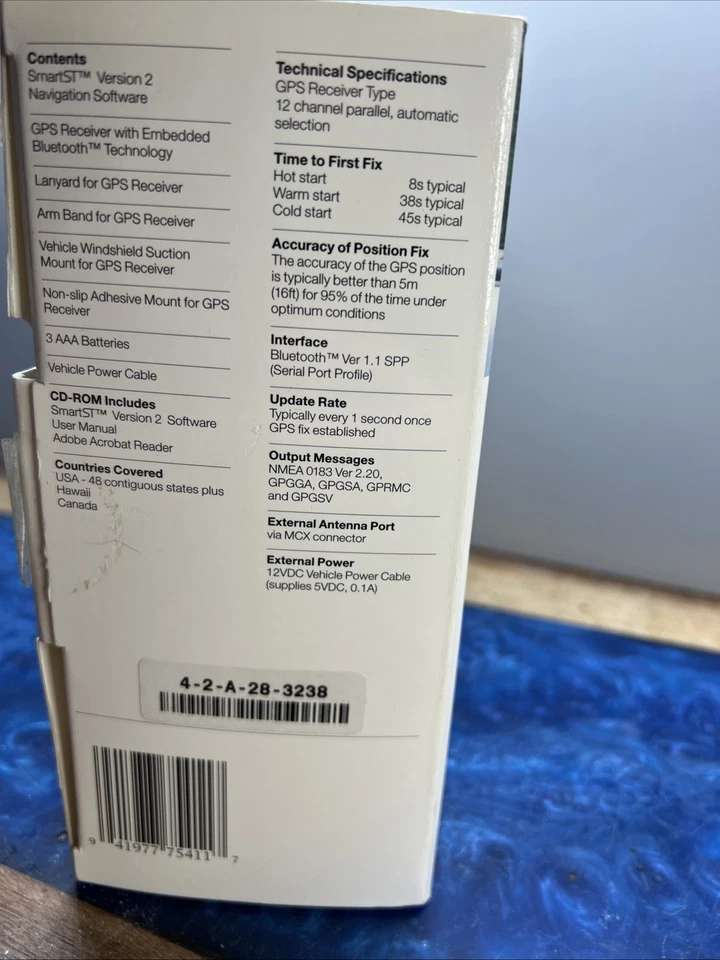 Contents
SmartST™ Version 2
Navigation Software
GPS Receiver with Embedded
Bluetooth™ Technology
Lanyard for GPS Receiver
Arm Band for GPS Receiver
Vehicle Windshield Suction
Mount for GPS Receiver
Non-slip Adhesive Mount for GPS
Receiver
3 AAA Batteries
Vehicle Power Cable
CD-ROM Includes
SmartST™ Version 2 Software
User Manual
Adobe Acrobat Reader
Countries Covered
USA - 48 contiguous states plus
Hawaii
Canada
Technical Specifications
GPS Receiver Type
12 channel parallel, automatic
selection
Time to First Fix
Hot start 8s typical
Warm start 38s typical
Cold start 45s typical
Accuracy of Position Fix
The accuracy of the GPS position
is typically better than 5m
(16ft) for 95% of the time under
optimum conditions
Interface
Bluetooth™ Ver 1.1 SPP
(Serial Port Profile)
Update Rate
Typically every 1 second once
GPS fix established
Output Messages
NMEA 0183 Ver 2.20,
GPGGA, GPGSA, GPRMC
and GPGSV
External Antenna Port
via MCX connector
External Power
12VDC Vehicle Power Cable
(supplies 5VDC, 0.1A)
4-2-A-28-3238
9 41977 75411 7